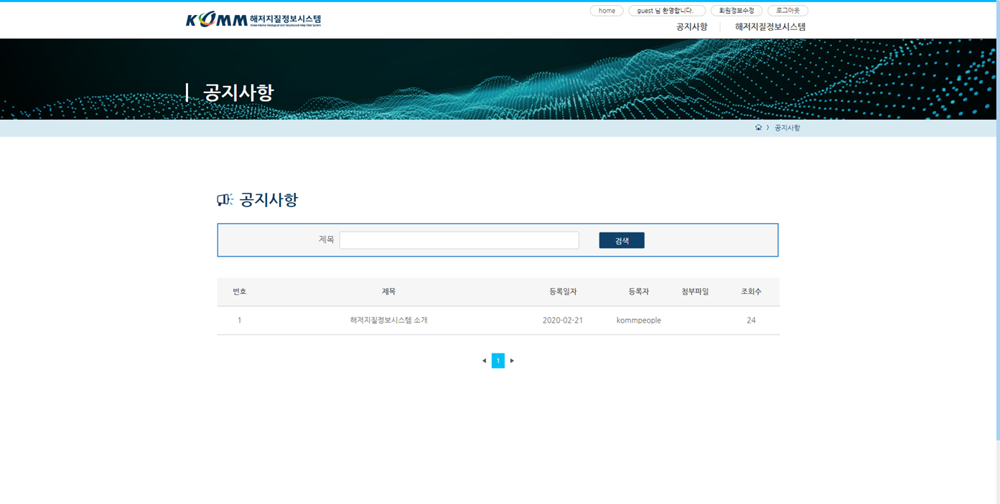 home guest 님 환영합니다. 회원정보수정 로그아웃
KOMM 해저지질정보시스템
Korea Marine Geological and Geophysical Map Data System
공지사항 해저지질정보시스템
공지사항
공지사항
공지사항
제목 검색
번호 제목 등록일자 등록자 첨부파일 조회수
1 해저지질정보시스템 소개 2020-02-21 kommpeople 24
1